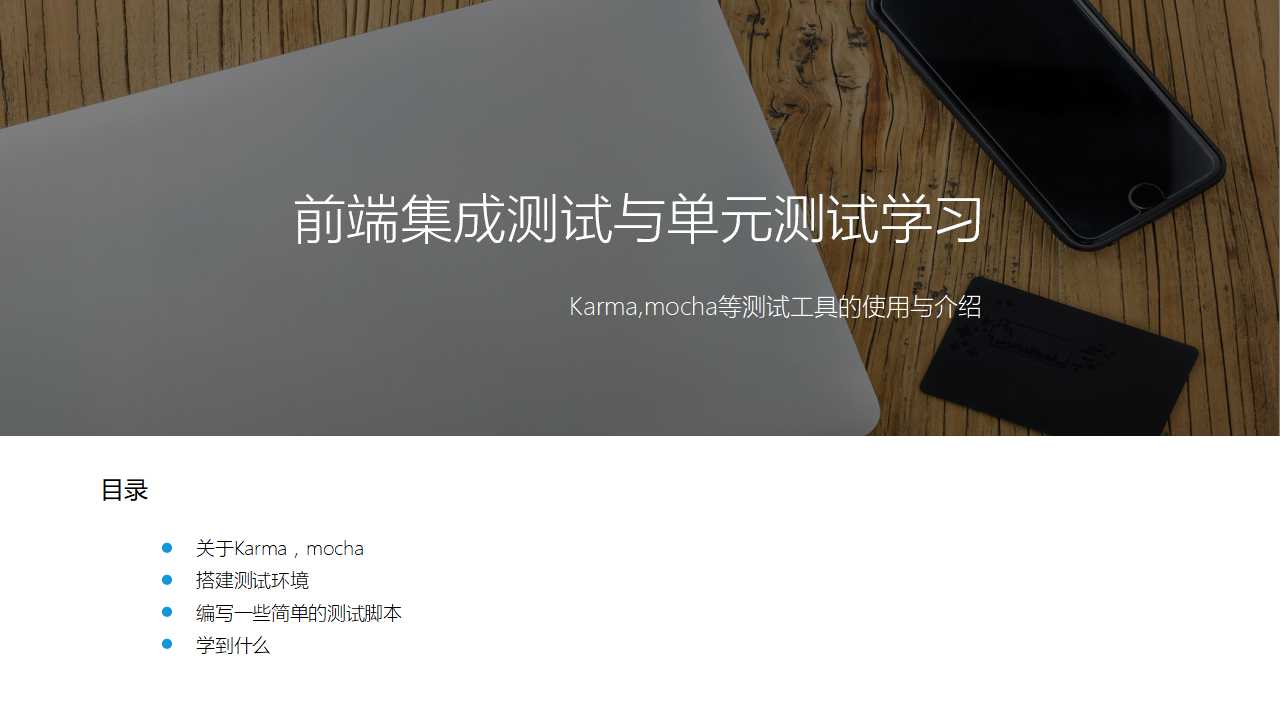 前端集成测试与单元测试学习
Karma,mocha等测试工具的使用与介绍
目录
关于Karma，mocha
搭建测试环境
编写一些简单的测试脚本
学到什么